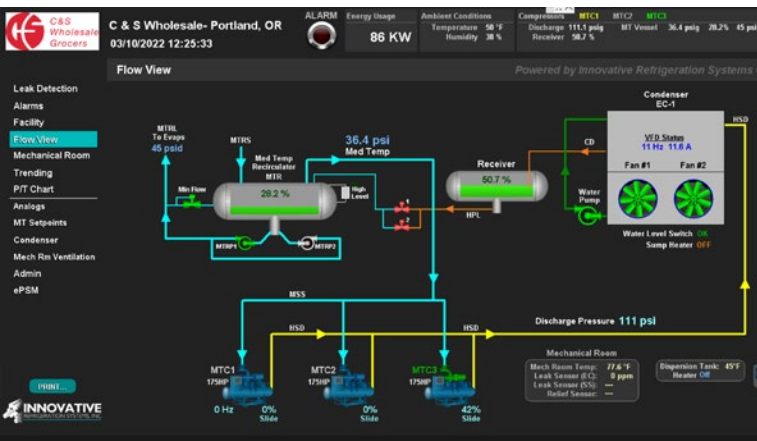 C&S
Wholesale
Grocers
C & S Wholesale- Portland, OR
03/10/2022 12:25:33
ALARM
Energy Usage
86 KW
Ambient Conditions
Temperature 50 °F
Humidity 38 %
Compressors MTC1 MTC2 MTC3
Discharge 111.1 psig MT Vessel 36.4 psig 28.2% 45 psi
Receiver 50.7 %
Flow View
Powered by Innovative Refrigeration Systems
Leak Detection
Alarms
Facility
Flow View
Mechanical Room
Trending
P/T Chart
Analogs
MT Setpoints
Condenser
Mech Rm Ventilation
Admin
ePSM
PRINT...
INNOVATIVE
REFRIGERATION SYSTEMS, INC.
MTRL
To Evaps
45 psid
MTRS
Med Temp
Recirculator
MTR
28.2 %
Min Flow
High
Level
MTRP1
MTRP2
36.4 psi
Med Temp
1
2
Receiver
50.7 %
HPL
Condenser
EC-1
CD
HSD
VFD Status
11 Hz 11.6 A
Fan #1 Fan #2
Water
Pump
Water Level Switch OK
Sump Heater OFF
MSS
HSD
HSD
Discharge Pressure 111 psi
MTC1
175HP
0 Hz
0%
Slide
MTC2
175HP
0%
Slide
MTC3
175HP
42%
Slide
Mechanical Room
Mech Room Temp: 77.6 °F
Leak Sensor (EC): 0 ppm
Leak Sensor (SS): ---
Relief Sensor: ---
Dispersion Tank: 45°F
Heater Off